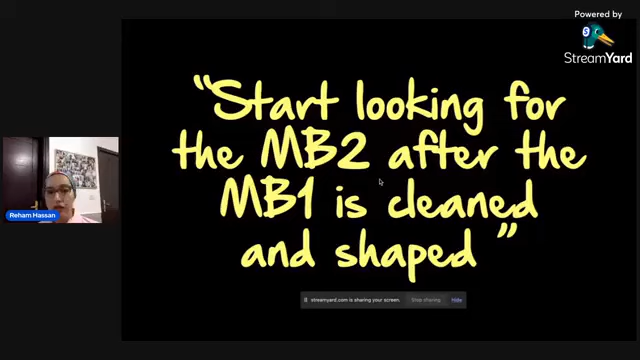 Powered by
StreamYard
“Start looking for
the MB2 after the
MB1 is cleaned
and shaped”
Reham Hassan
streamyard.com is sharing your screen.
Stop sharing
Hide